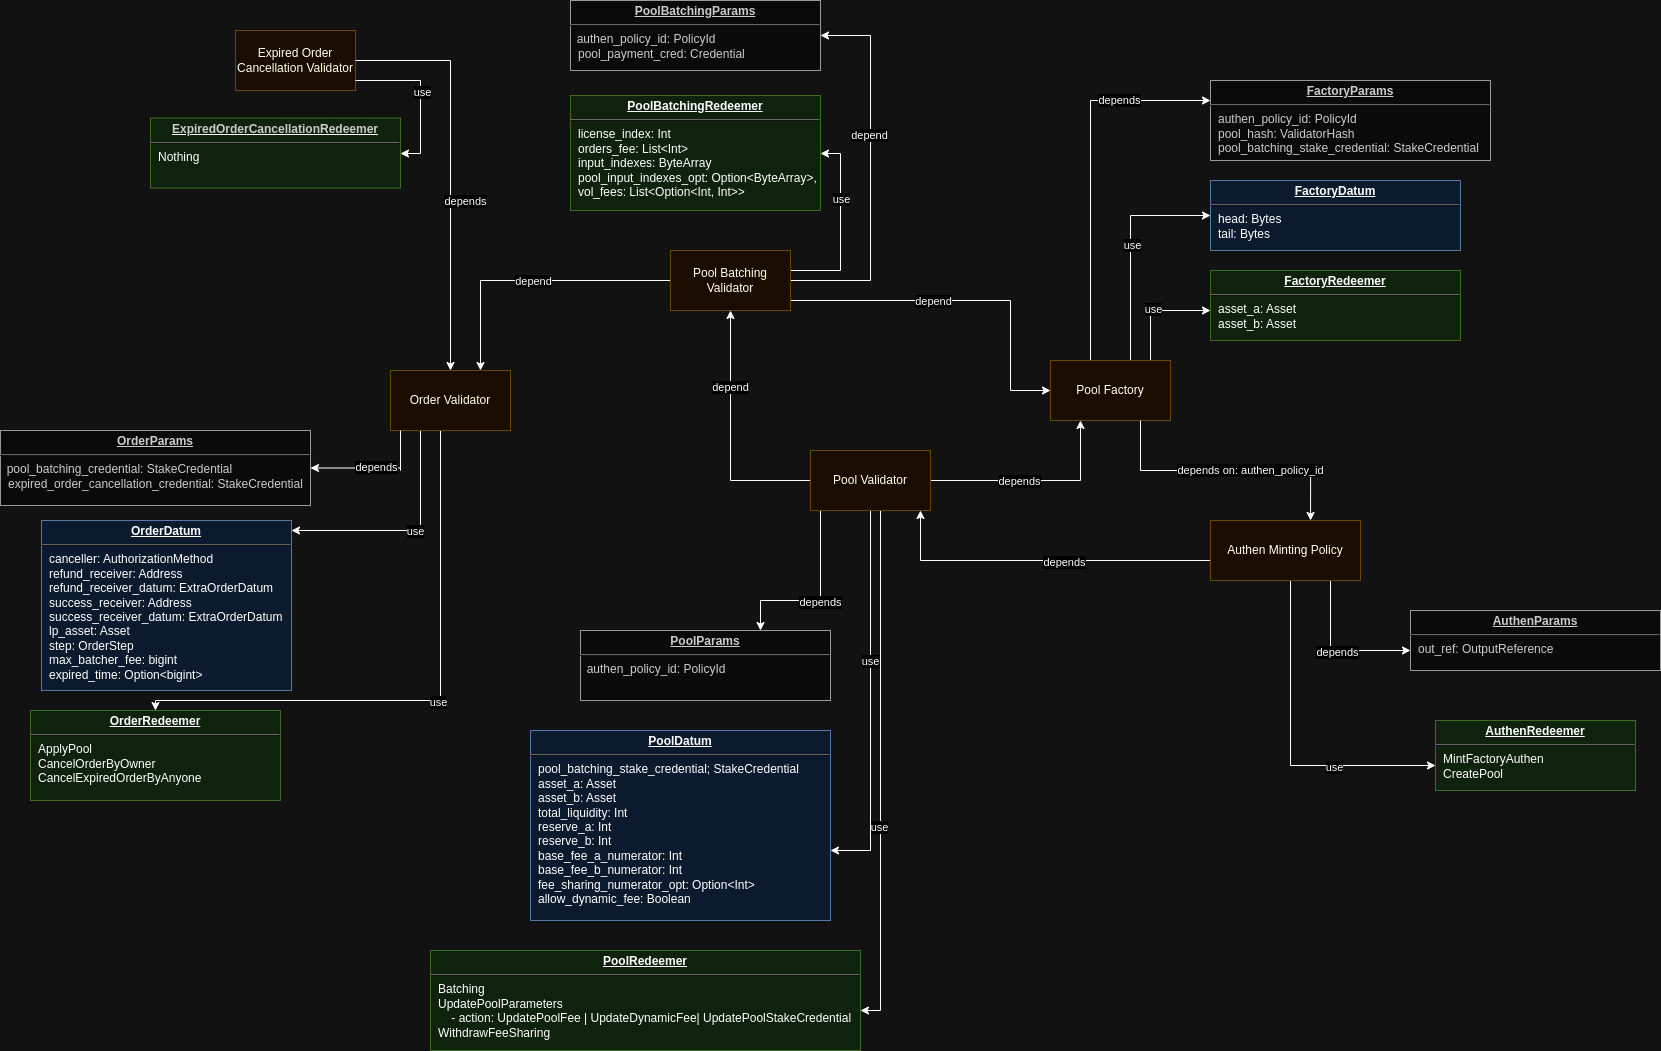 PoolBatchingParams
authen_policy_id: PolicyId
pool_payment_cred: Credential
Expired Order
Cancellation Validator
use
ExpiredOrderCancellationRedeemer
Nothing
depends
PoolBatchingRedeemer
license_index: Int
orders_fee: List<Int>
input_indexes: ByteArray
pool_input_indexes_opt: Option<ByteArray>,
vol_fees: List<Option<Int, Int>>
depend
use
depends
FactoryParams
authen_policy_id: PolicyId
pool_hash: ValidatorHash
pool_batching_stake_credential: StakeCredential
FactoryDatum
head: Bytes
tail: Bytes
use
FactoryRedeemer
asset_a: Asset
asset_b: Asset
use
Pool Batching
Validator
depend
depend
depend
Pool Factory
Order Validator
OrderParams
pool_batching_credential: StakeCredential
expired_order_cancellation_credential: StakeCredential
depends
OrderDatum
canceller: AuthorizationMethod
refund_receiver: Address
refund_receiver_datum: ExtraOrderDatum
success_receiver: Address
success_receiver_datum: ExtraOrderDatum
lp_asset: Asset
step: OrderStep
max_batcher_fee: bigint
expired_time: Option<bigint>
use
use
OrderRedeemer
ApplyPool
CancelOrderByOwner
CancelExpiredOrderByAnyone
Pool Validator
depends
depends on: authen_policy_id
Authen Minting Policy
depends
depends
PoolParams
authen_policy_id: PolicyId
use
PoolDatum
pool_batching_stake_credential; StakeCredential
asset_a: Asset
asset_b: Asset
total_liquidity: Int
reserve_a: Int
reserve_b: Int
base_fee_a_numerator: Int
base_fee_b_numerator: Int
fee_sharing_numerator_opt: Option<Int>
allow_dynamic_fee: Boolean
use
PoolRedeemer
Batching
UpdatePoolParameters
- action: UpdatePoolFee | UpdateDynamicFee| UpdatePoolStakeCredential
WithdrawFeeSharing
AuthenParams
out_ref: OutputReference
depends
AuthenRedeemer
MintFactoryAuthen
CreatePool
use